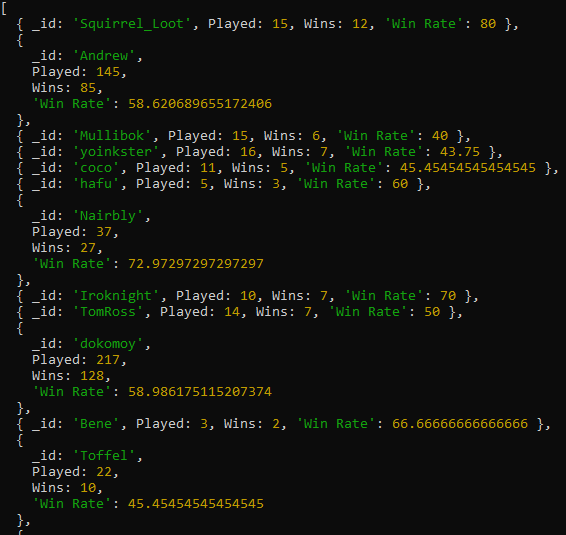 [
  { _id: 'Squirrel_Loot', Played: 15, Wins: 12, 'Win Rate': 80 },
  {
    _id: 'Andrew',
    Played: 145,
    Wins: 85,
    'Win Rate': 58.620689655172406
  },
  { _id: 'Mullibok', Played: 15, Wins: 6, 'Win Rate': 40 },
  { _id: 'yoinkster', Played: 16, Wins: 7, 'Win Rate': 43.75 },
  { _id: 'coco', Played: 11, Wins: 5, 'Win Rate': 45.45454545454545 },
  { _id: 'hafu', Played: 5, Wins: 3, 'Win Rate': 60 },
  {
    _id: 'Nairbly',
    Played: 37,
    Wins: 27,
    'Win Rate': 72.97297297297297
  },
  { _id: 'Iroknight', Played: 10, Wins: 7, 'Win Rate': 70 },
  { _id: 'TomRoss', Played: 14, Wins: 7, 'Win Rate': 50 },
  {
    _id: 'dokomoy',
    Played: 217,
    Wins: 128,
    'Win Rate': 58.986175115207374
  },
  { _id: 'Bene', Played: 3, Wins: 2, 'Win Rate': 66.66666666666666 },
  {
    _id: 'Toffel',
    Played: 22,
    Wins: 10,
    'Win Rate': 45.45454545454545
  },
  {